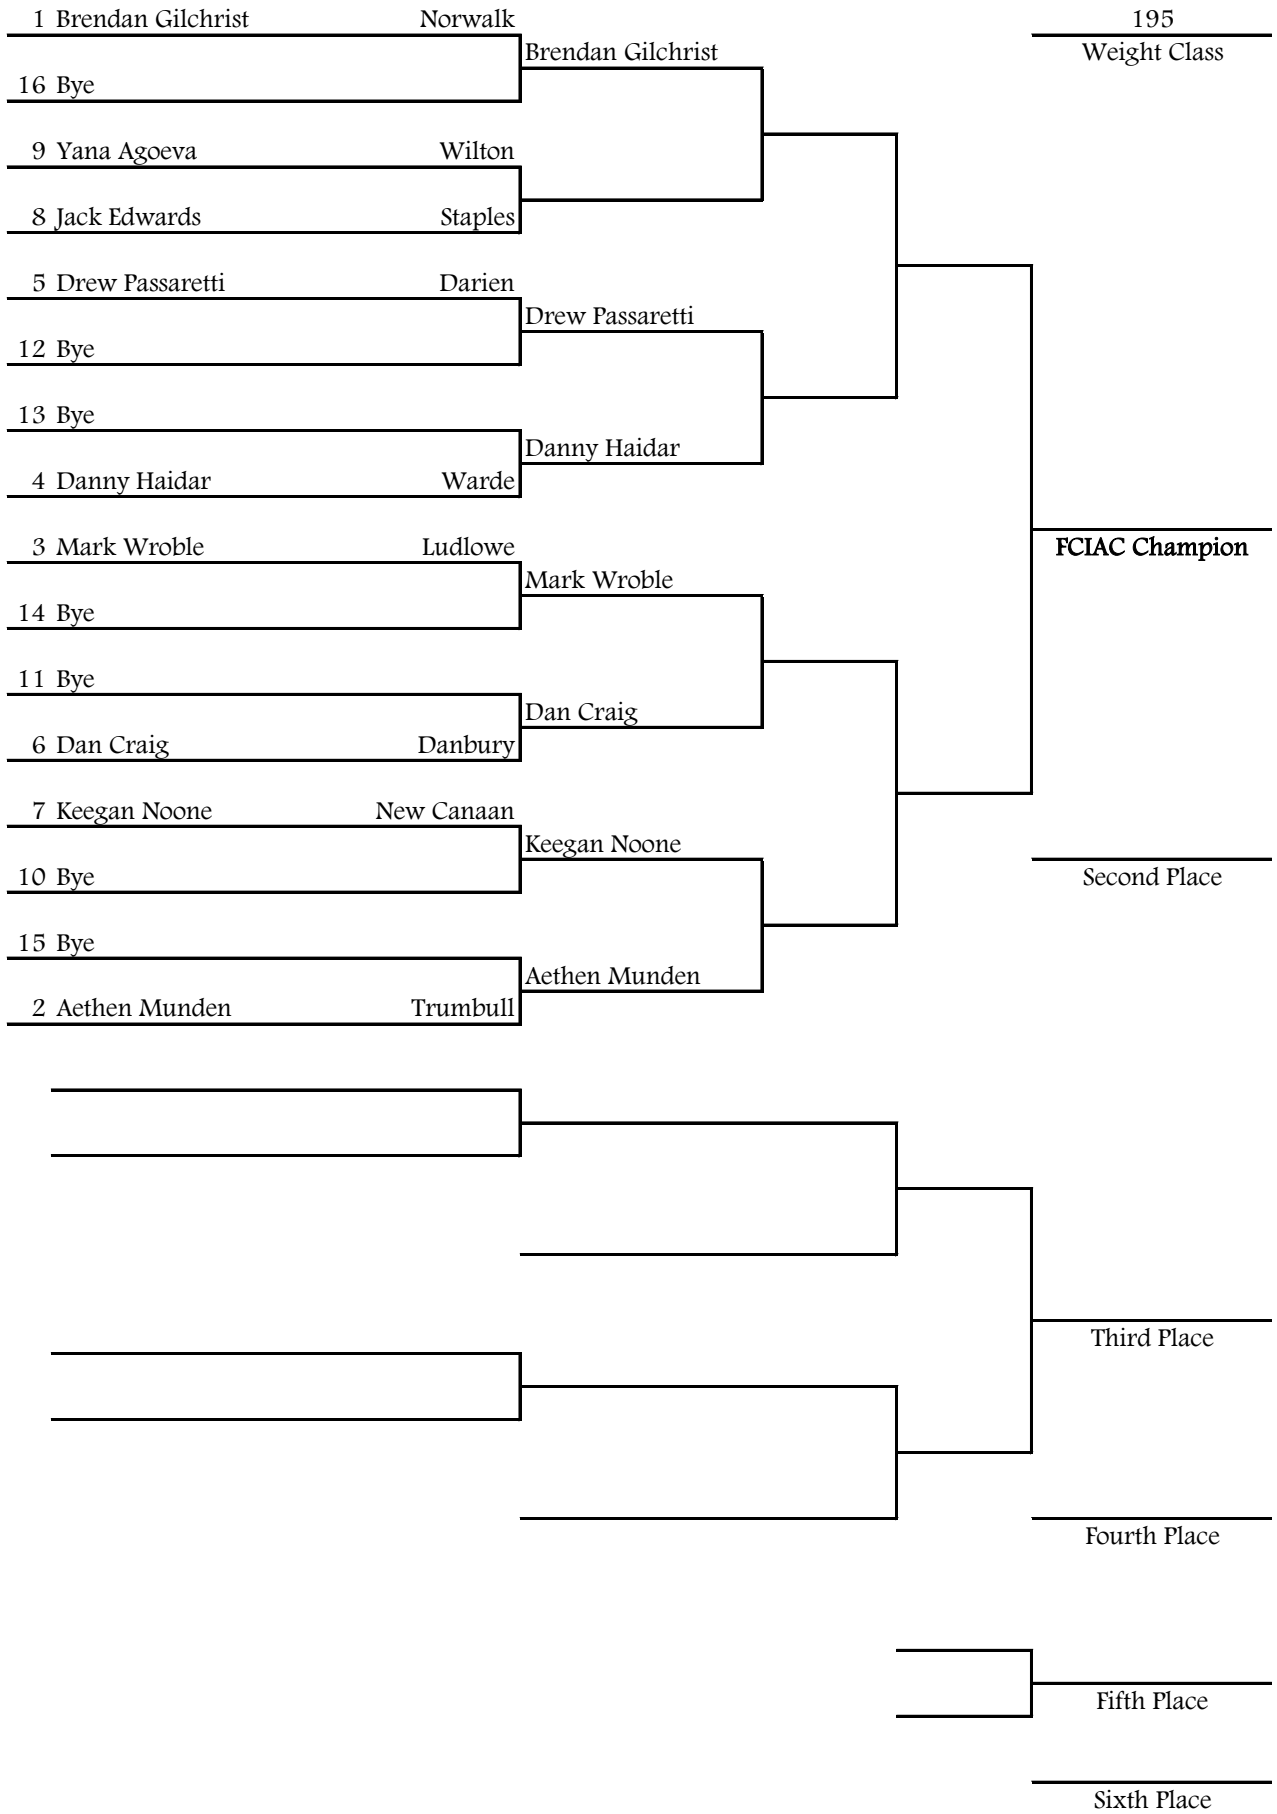 1 Brendan Gilchrist Norwalk
195
Brendan Gilchrist
Weight Class
16 Bye
9 Yana Agoeva Wilton
8 Jack Edwards Staples
5 Drew Passaretti Darien
Drew Passaretti
12 Bye
13 Bye
Danny Haidar
4 Danny Haidar Warde
3 Mark Wroble Ludlowe
FCIAC Champion
Mark Wroble
14 Bye
11 Bye
Dan Craig
6 Dan Craig Danbury
7 Keegan Noone New Canaan
Keegan Noone
10 Bye
Second Place
15 Bye
Aethen Munden
2 Aethen Munden Trumbull
Third Place
Fourth Place
Fifth Place
Sixth Place